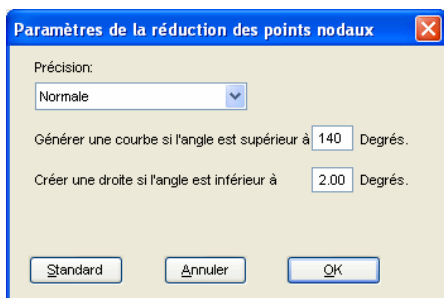 Paramètres de la réduction des points nodaux
Précision:
Normale
Générer une courbe si l'angle est supérieur à 140 Degrés.
Créer une droite si l'angle est inférieur à 2.00 Degrés.
Standard Annuler OK